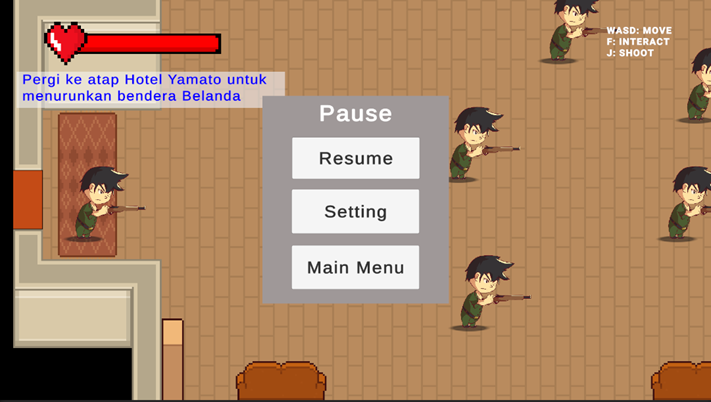 WASD: MOVE
F: INTERACT
J: SHOOT
Pergi ke atap Hotel Yamato untuk
menurunkan bendera Belanda
Pause
Resume
Setting
Main Menu